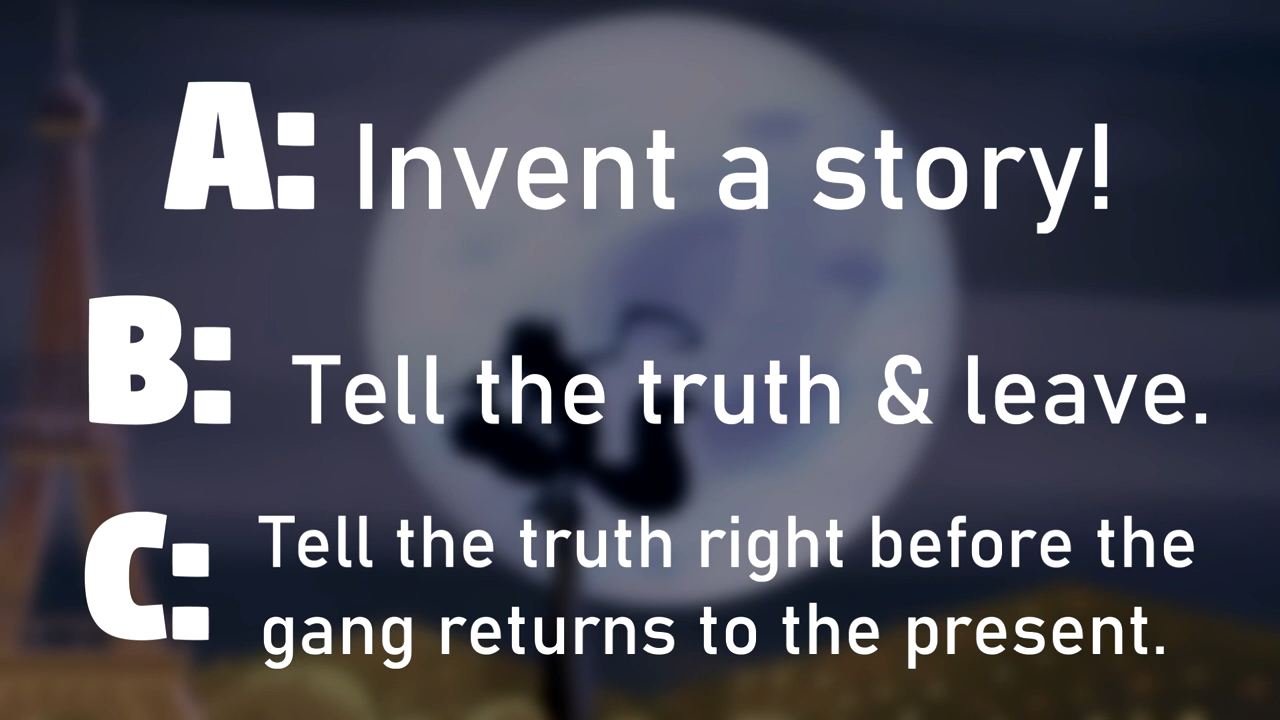 A: Invent a story!
B: Tell the truth & leave.
C: Tell the truth right before the
gang returns to the present.